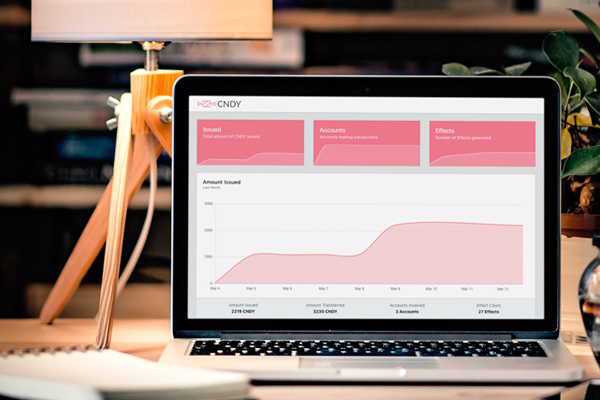 CNDY
Issued
Total amount of CNDY issued
Accounts
Accounts making transactions
Effects
Number of Effects generated
Amount Issued
Last Month
3000
2000
1000
0
Mar 4
Mar 5
Mar 6
Mar 7
Mar 8
Mar 9
Mar 10
Mar 11
Mar 12
Amount Issued
2219 CNDY
Amount Transferred
3230 CNDY
Accounts Involved
3 Accounts
Effect Count
27 Effects